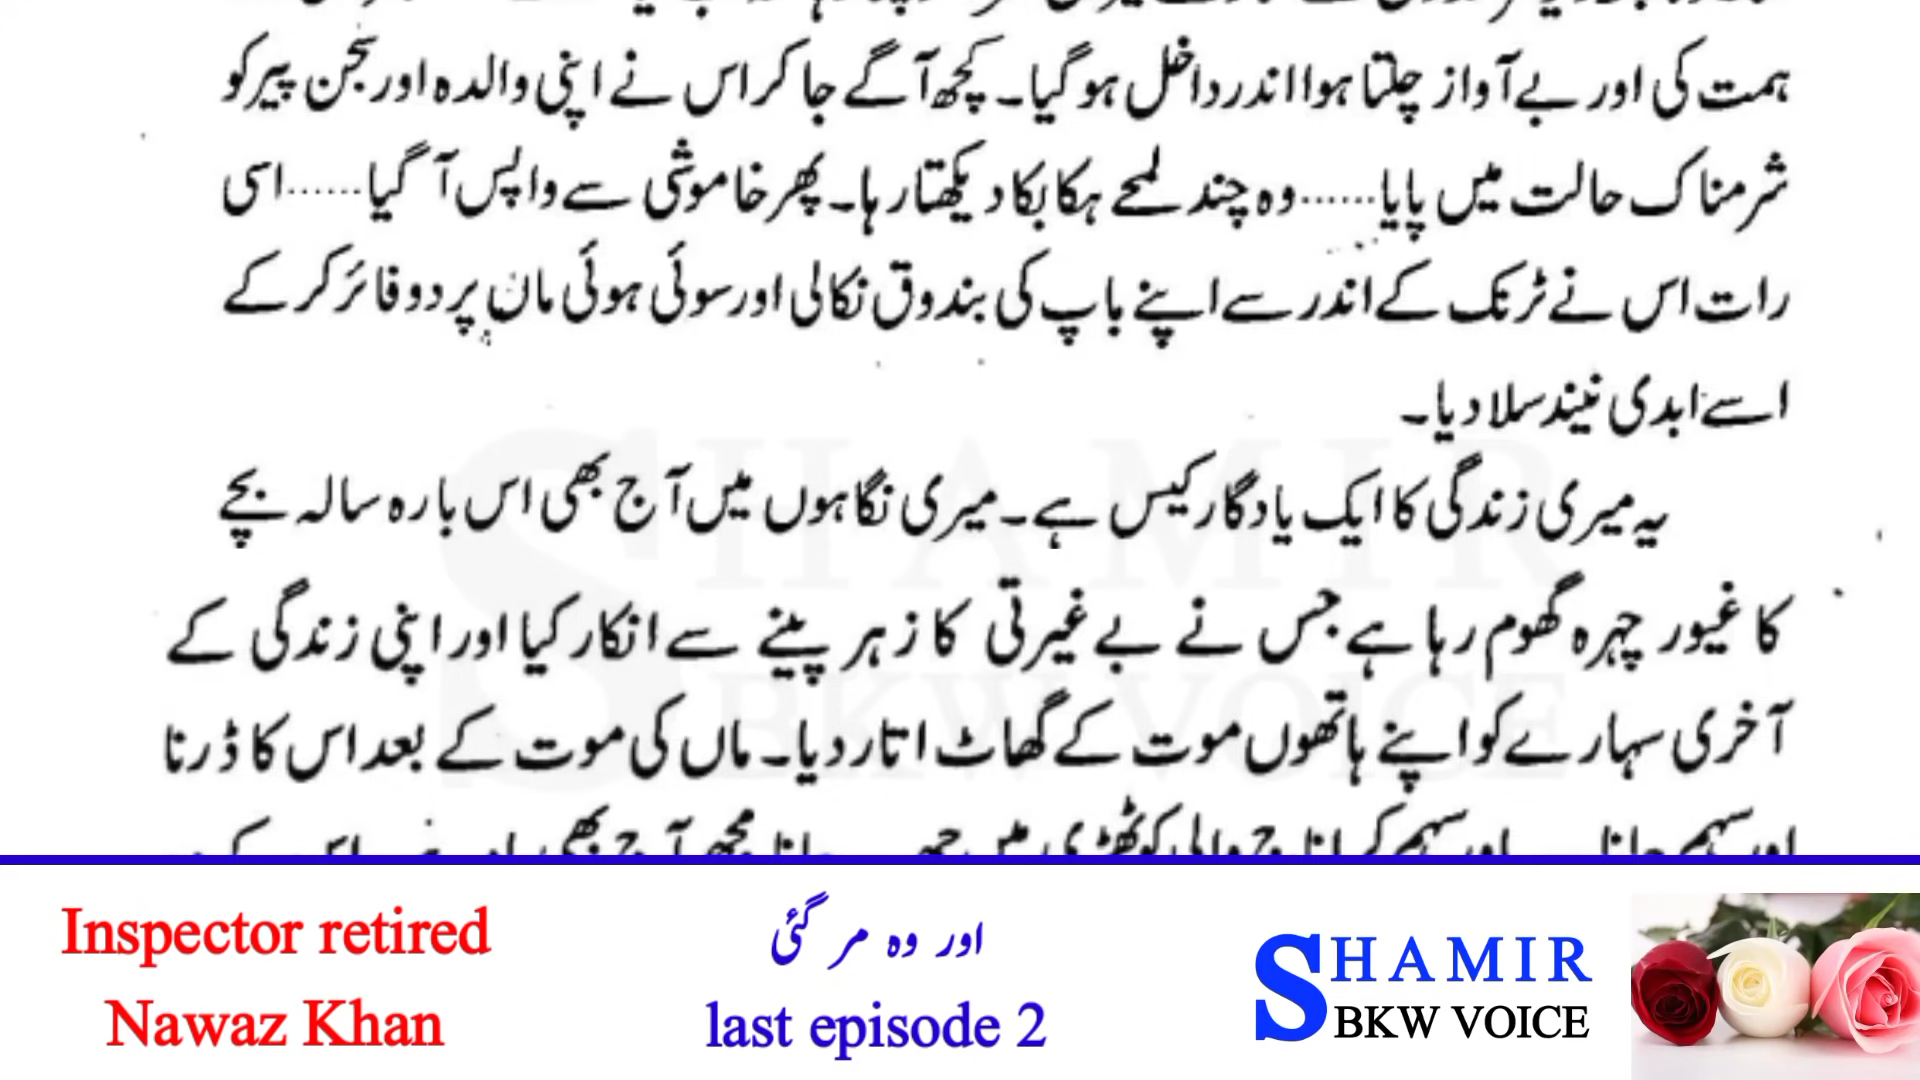 ہمت کی اور بے آواز چلتا ہوا اندر داخل ہو گیا۔ کچھ آگے جا کر اس نے اپنی والدہ اور سجن پیر کو
شرمناک حالت میں پایا......وہ چند لمحے ہکا بکا دیکھتا رہا۔ پھر خاموشی سے واپس آ گیا......اسی
رات اس نے ٹرنک کے اندر سے اپنے باپ کی بندوق نکالی اور سوئی ہوئی ماں پر دو فائر کر کے
اسے ابدی نیند سلا دیا۔
یہ میری زندگی کا ایک یادگار کیس ہے۔ میری نگاہوں میں آج بھی اس بارہ سالہ بچے
کا غیور چہرہ گھوم رہا ہے جس نے بے غیرتی کا زہر پینے سے انکار کیا اور اپنی زندگی کے
آخری سہارے کو اپنے ہاتھوں موت کے گھاٹ اتار دیا۔ ماں کی موت کے بعد اس کا ڈرنا
Inspector retired
Nawaz Khan
اور وہ مر گئی
last episode 2
SHAMIR
BKW VOICE